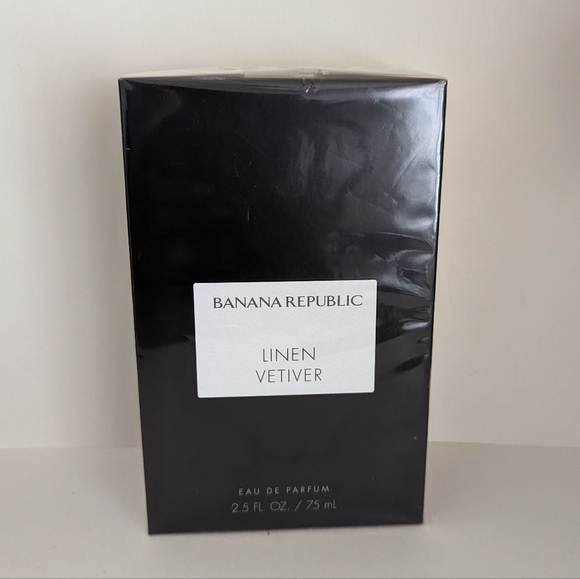 BANANA REPUBLIC
LINEN
VETIVER
EAU DE PARFUM
2.5 FL. OZ. / 75 mL